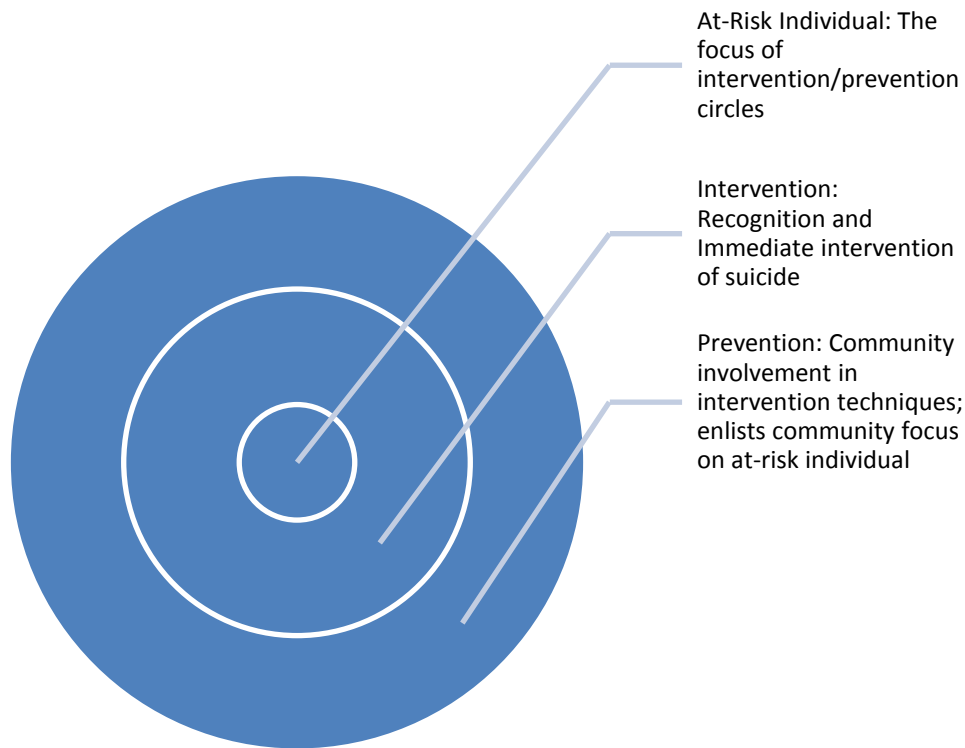 At-Risk Individual: The
focus of
intervention/prevention
circles
Intervention:
Recognition and
Immediate intervention
of suicide
Prevention: Community
involvement in
intervention techniques;
enlists community focus
on at-risk individual